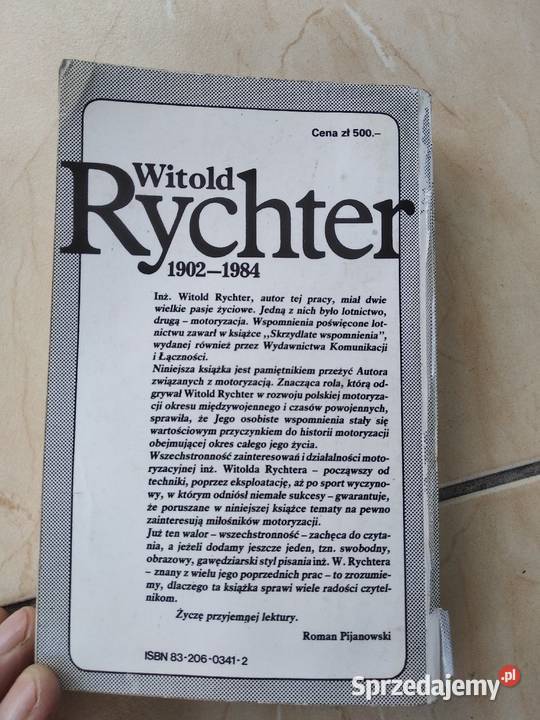 Cena zł 500.–
Witold
Rychter
1902–1984
Inż. Witold Rychter, autor tej pracy, miał dwie
wielkie pasje życiowe. Jedną z nich było lotnictwo,
drugą – motoryzacja. Wspomnienia poświęcone lot-
nictwu zawarł w książce „Skrzydlate wspomnienia",
wydanej również przez Wydawnictwa Komunikacji
i Łączności.
Niniejsza książka jest pamiętnikiem przeżyć Autora
związanych z motoryzacją. Znacząca rola, którą od-
grywał Witold Rychter w rozwoju polskiej motoryza-
cji okresu międzywojennego i czasów powojennych,
sprawiła, że Jego osobiste wspomnienia stały się
wartościowym przyczynkiem do historii motoryzacji
obejmującej okres całego jego życia.
Wszechstronność zainteresowań i działalności moto-
ryzacyjnej inż. Witolda Rychtera – począwszy od
techniki, poprzez eksploatację, aż po sport wyczyno-
wy, w którym odniósł niemałe sukcesy – gwarantuje,
że poruszane w niniejszej książce tematy na pewno
zainteresują miłośników motoryzacji.
Już ten walor – wszechstronność – zachęca do czyta-
nia, a jeżeli dodamy jeszcze jeden, tzn. swobodny,
obrazowy, gawędziarski styl pisania inż. W. Rychtera
– znany z wielu jego poprzednich prac – to zrozumie-
my, dlaczego ta książka sprawi wiele radości czytel-
nikom.
Życzę przyjemnej lektury.
Roman Pijanowski
ISBN 83-206-0341-2
Sprzedajemy.pl